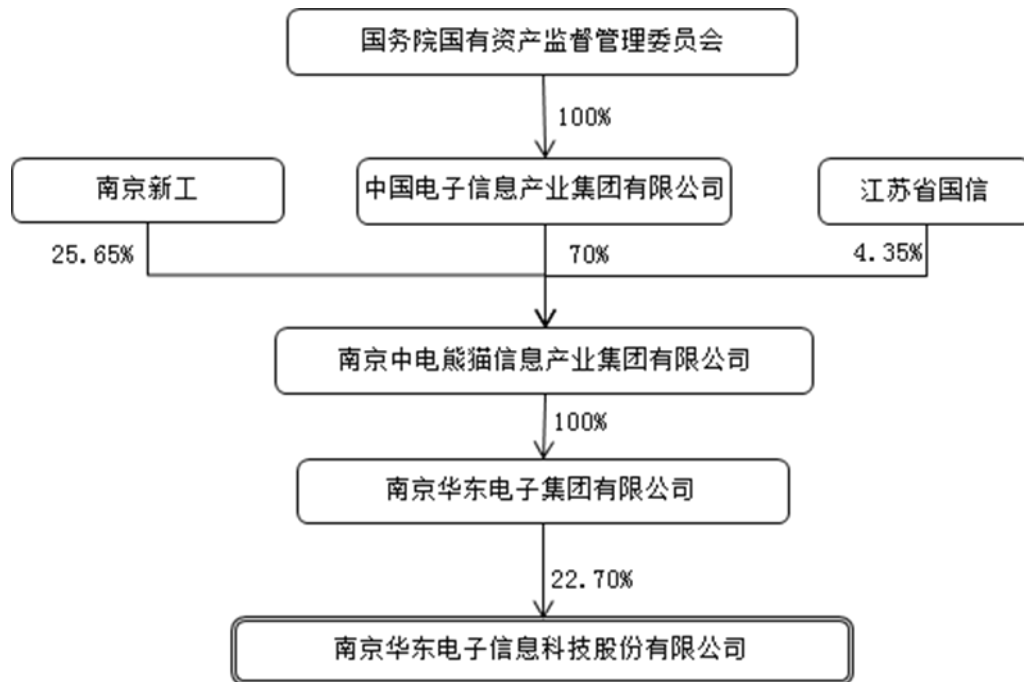 国务院国有资产监督管理委员会
100%
南京新工
中国电子信息产业集团有限公司
江苏省国信
25.65%
70%
4.35%
南京中电熊猫信息产业集团有限公司
100%
南京华东电子集团有限公司
22.70%
南京华东电子信息科技股份有限公司